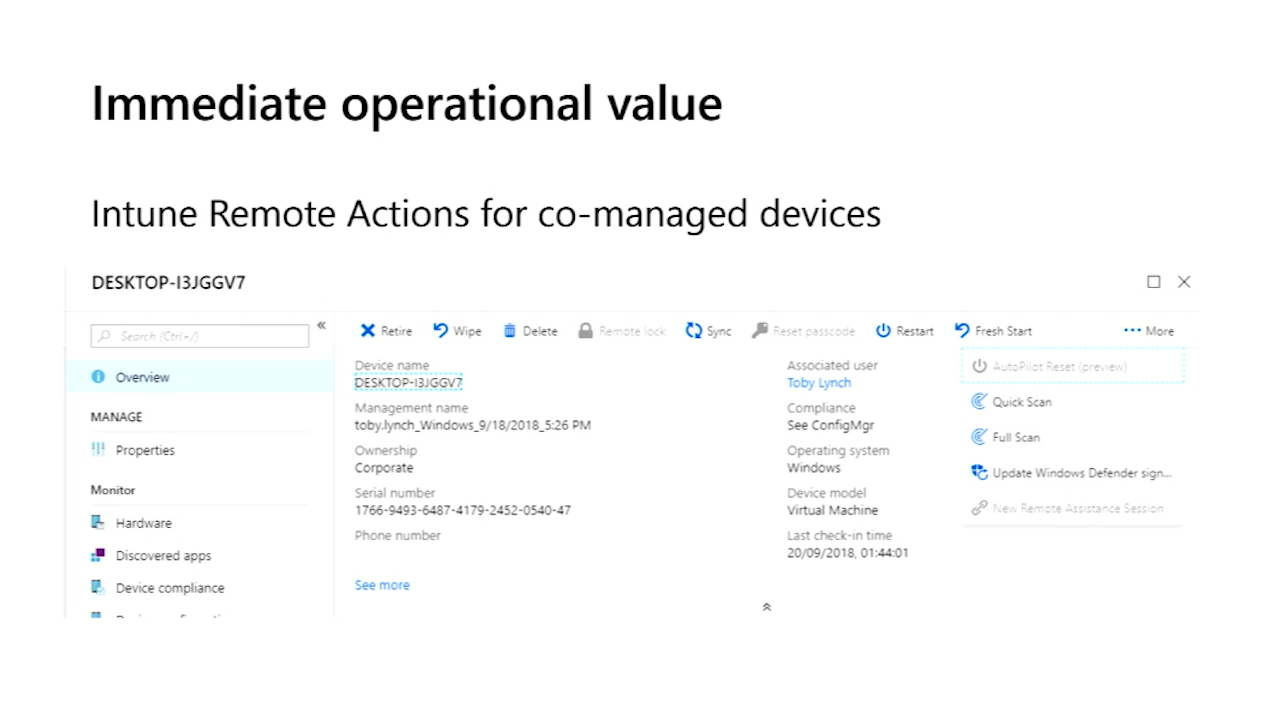 Immediate operational value
Intune Remote Actions for co-managed devices
DESKTOP-I3JGGV7
Search (Ctrl+/)
«
Retire Wipe Delete Remote lock Sync Reset passcode Restart Fresh Start ··· More
Overview
MANAGE
Properties
Monitor
Hardware
Discovered apps
Device compliance
Device name
DESKTOP-I3JGGV7
Management name
toby.lynch_Windows_9/18/2018_5:26 PM
Ownership
Corporate
Serial number
1766-9493-6487-4179-2452-0540-47
Phone number
See more
Associated user
Toby Lynch
Compliance
See ConfigMgr
Operating system
Windows
Device model
Virtual Machine
Last check-in time
20/09/2018, 01:44:01
AutoPilot Reset (preview)
Quick Scan
Full Scan
Update Windows Defender sign...
New Remote Assistance Session